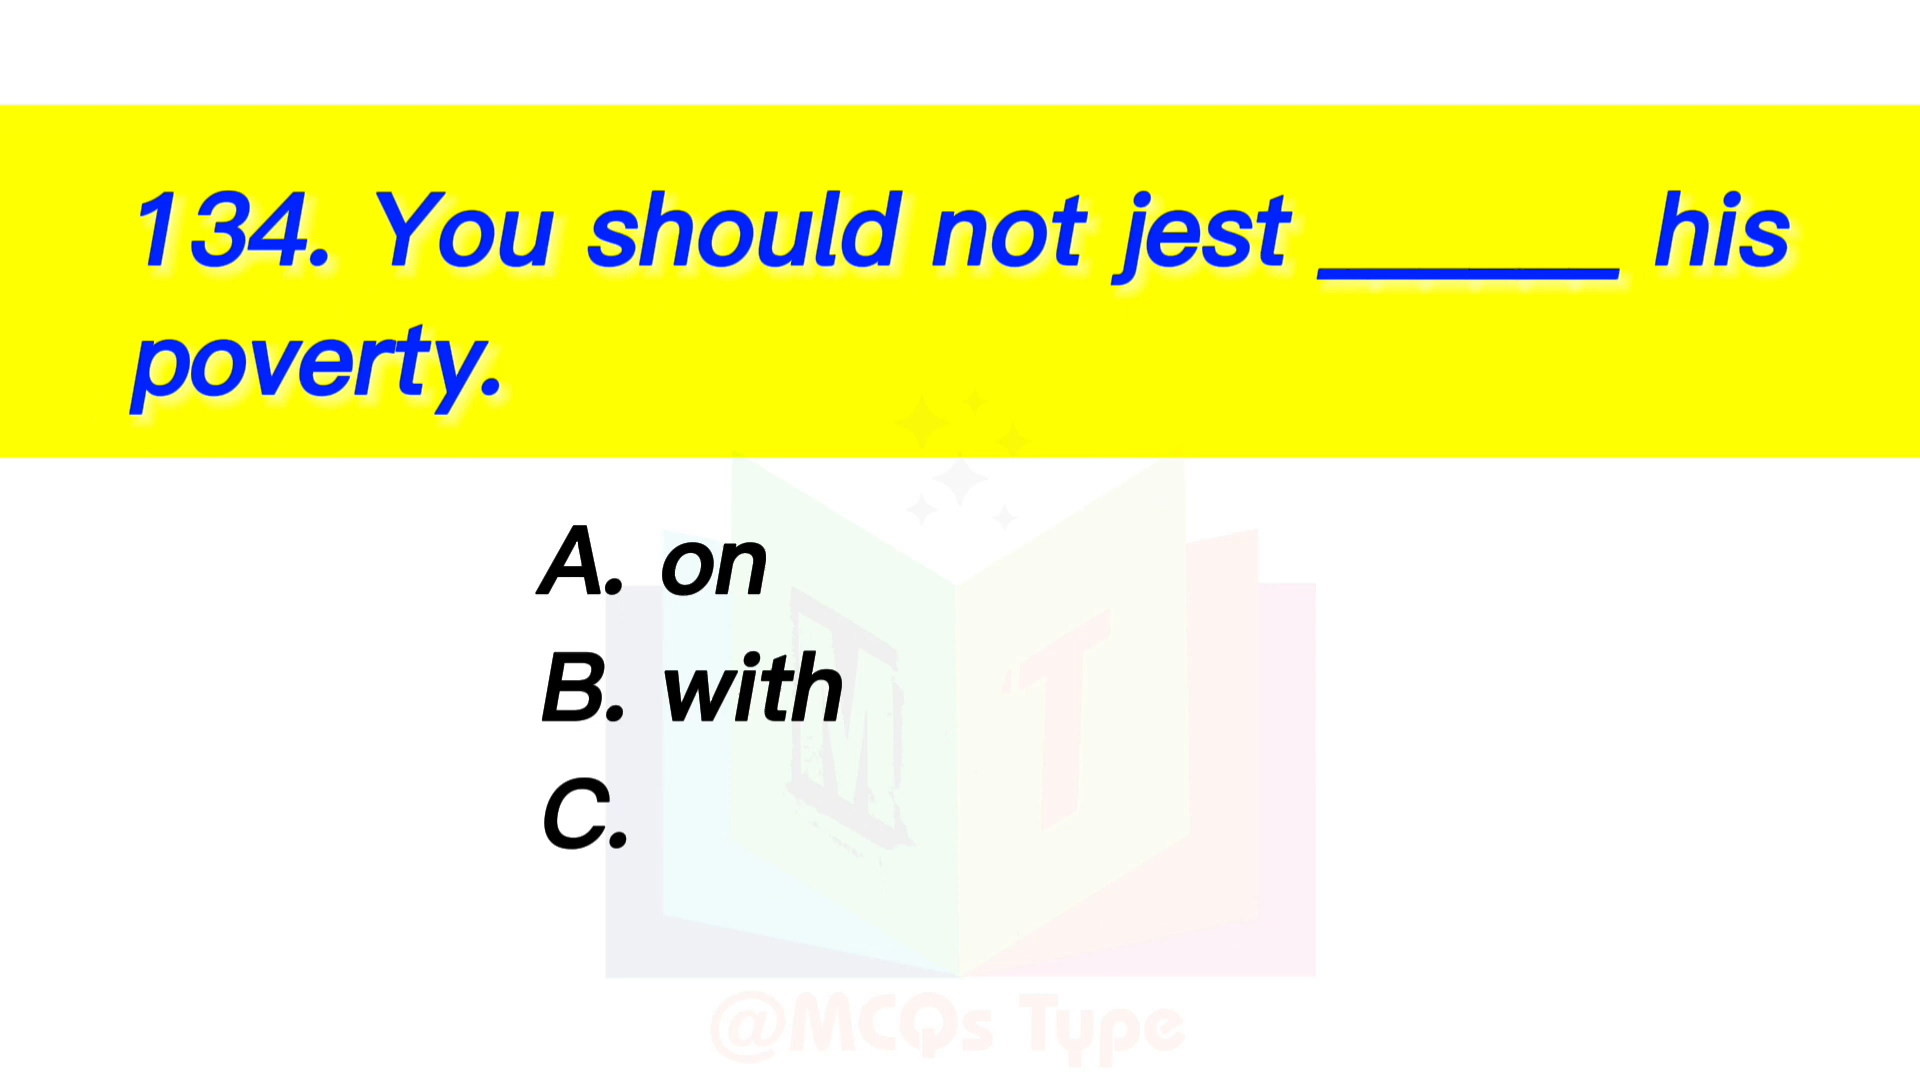 134. You should not jest ______ his
poverty.
A. on
B. with
C.
M T
@MCQs Type